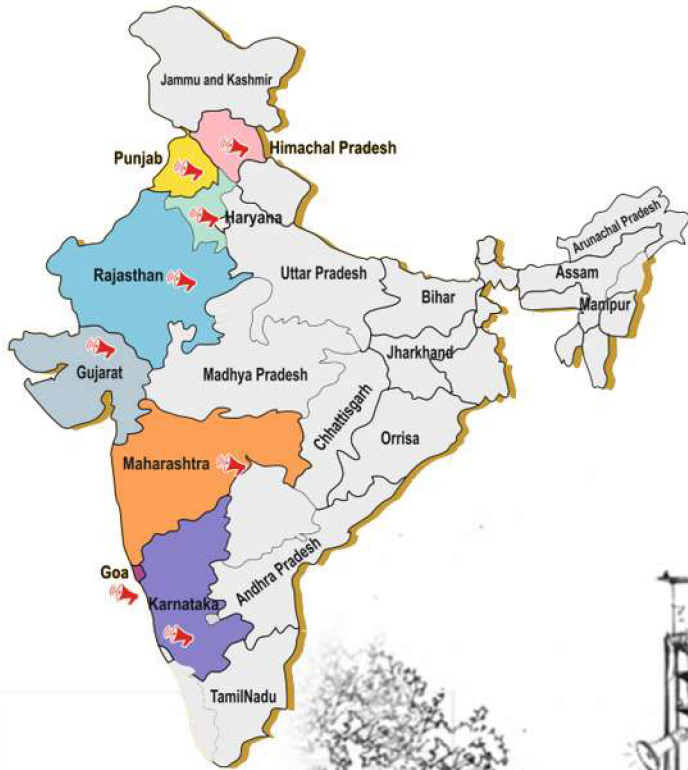 Jammu and Kashmir
Himachal Pradesh
Punjab
Haryana
Arunachal Pradesh
Rajasthan
Uttar Pradesh
Assam
Bihar
Manipur
Gujarat
Madhya Pradesh
Jharkhand
Chhattisgarh
Orrisa
Maharashtra
Andhra Pradesh
Goa
Karnataka
TamilNadu